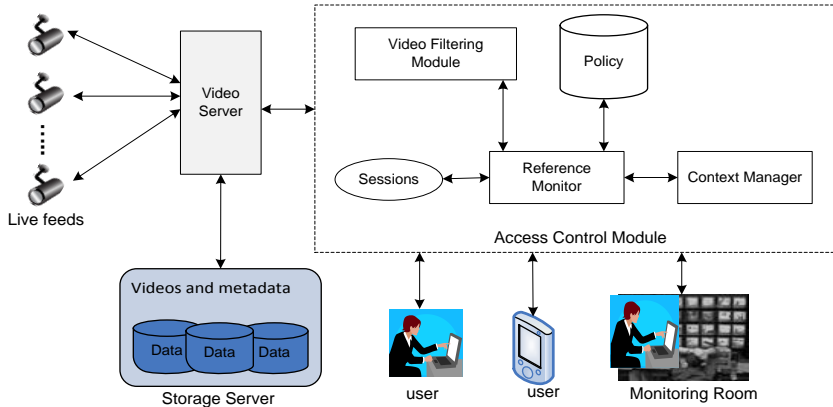 Live feeds
Video
Server
Video Filtering
Module
Policy
Sessions
Reference
Monitor
Context Manager
Access Control Module
Videos and metadata
Data
Data
Data
Storage Server
user
user
Monitoring Room